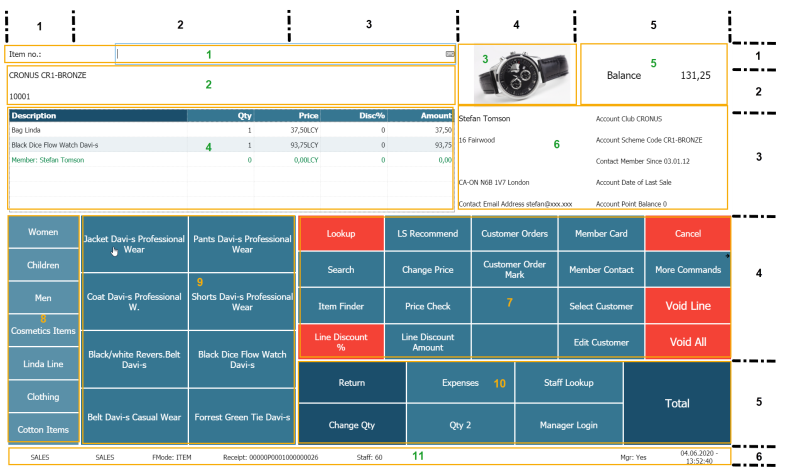 1 2 3 4 5
Item no.: 1
CRONUS CR1-BRONZE
2
10001
3
5
Balance 131,25
1
2
Description Qty Price Disc% Amount
Bag Linda 1 37,50LCY 0 37,50
Black Dice Flow Watch Davi-s 1 93,75LCY 0 93,75
4
Member: Stefan Tomson 0 0,00LCY 0 0,00
Stefan Tomson Account Club CRONUS
16 Fairwood Account Scheme Code CR1-BRONZE
6
Contact Member Since 03.01.12
CA-ON N6B 1V7 London Account Date of Last Sale
Contact Email Address stefan@xxx.xxx Account Point Balance 0
3
Women
Children
Men
8
Cosmetics Items
Linda Line
Clothing
Cotton Items
Jacket Davi-s Professional Wear
Pants Davi-s Professional Wear
9
Coat Davi-s Professional W.
Shorts Davi-s Professional Wear
Black/white Revers.Belt Davi-s
Black Dice Flow Watch Davi-s
Belt Davi-s Casual Wear
Forrest Green Tie Davi-s
Lookup LS Recommend Customer Orders Member Card Cancel
Search Change Price Customer Order Mark Member Contact More Commands
Item Finder Price Check 7 Select Customer Void Line
Line Discount % Line Discount Amount Edit Customer Void All
4
Return Expenses 10 Staff Lookup
Total
Change Qty Qty 2 Manager Login
5
SALES SALES FMode: ITEM Receipt: 00000P0001000000026 Staff: 60 11 Mgr: Yes 04.06.2020 -
13:52:40
6